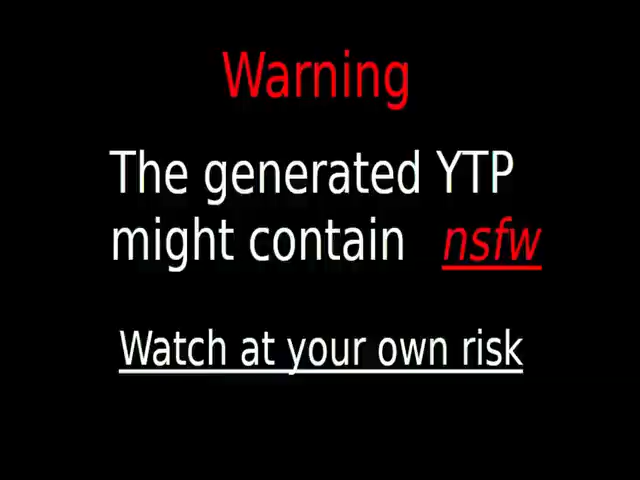 Warning
The generated YTP
might contain nsfw
Watch at your own risk